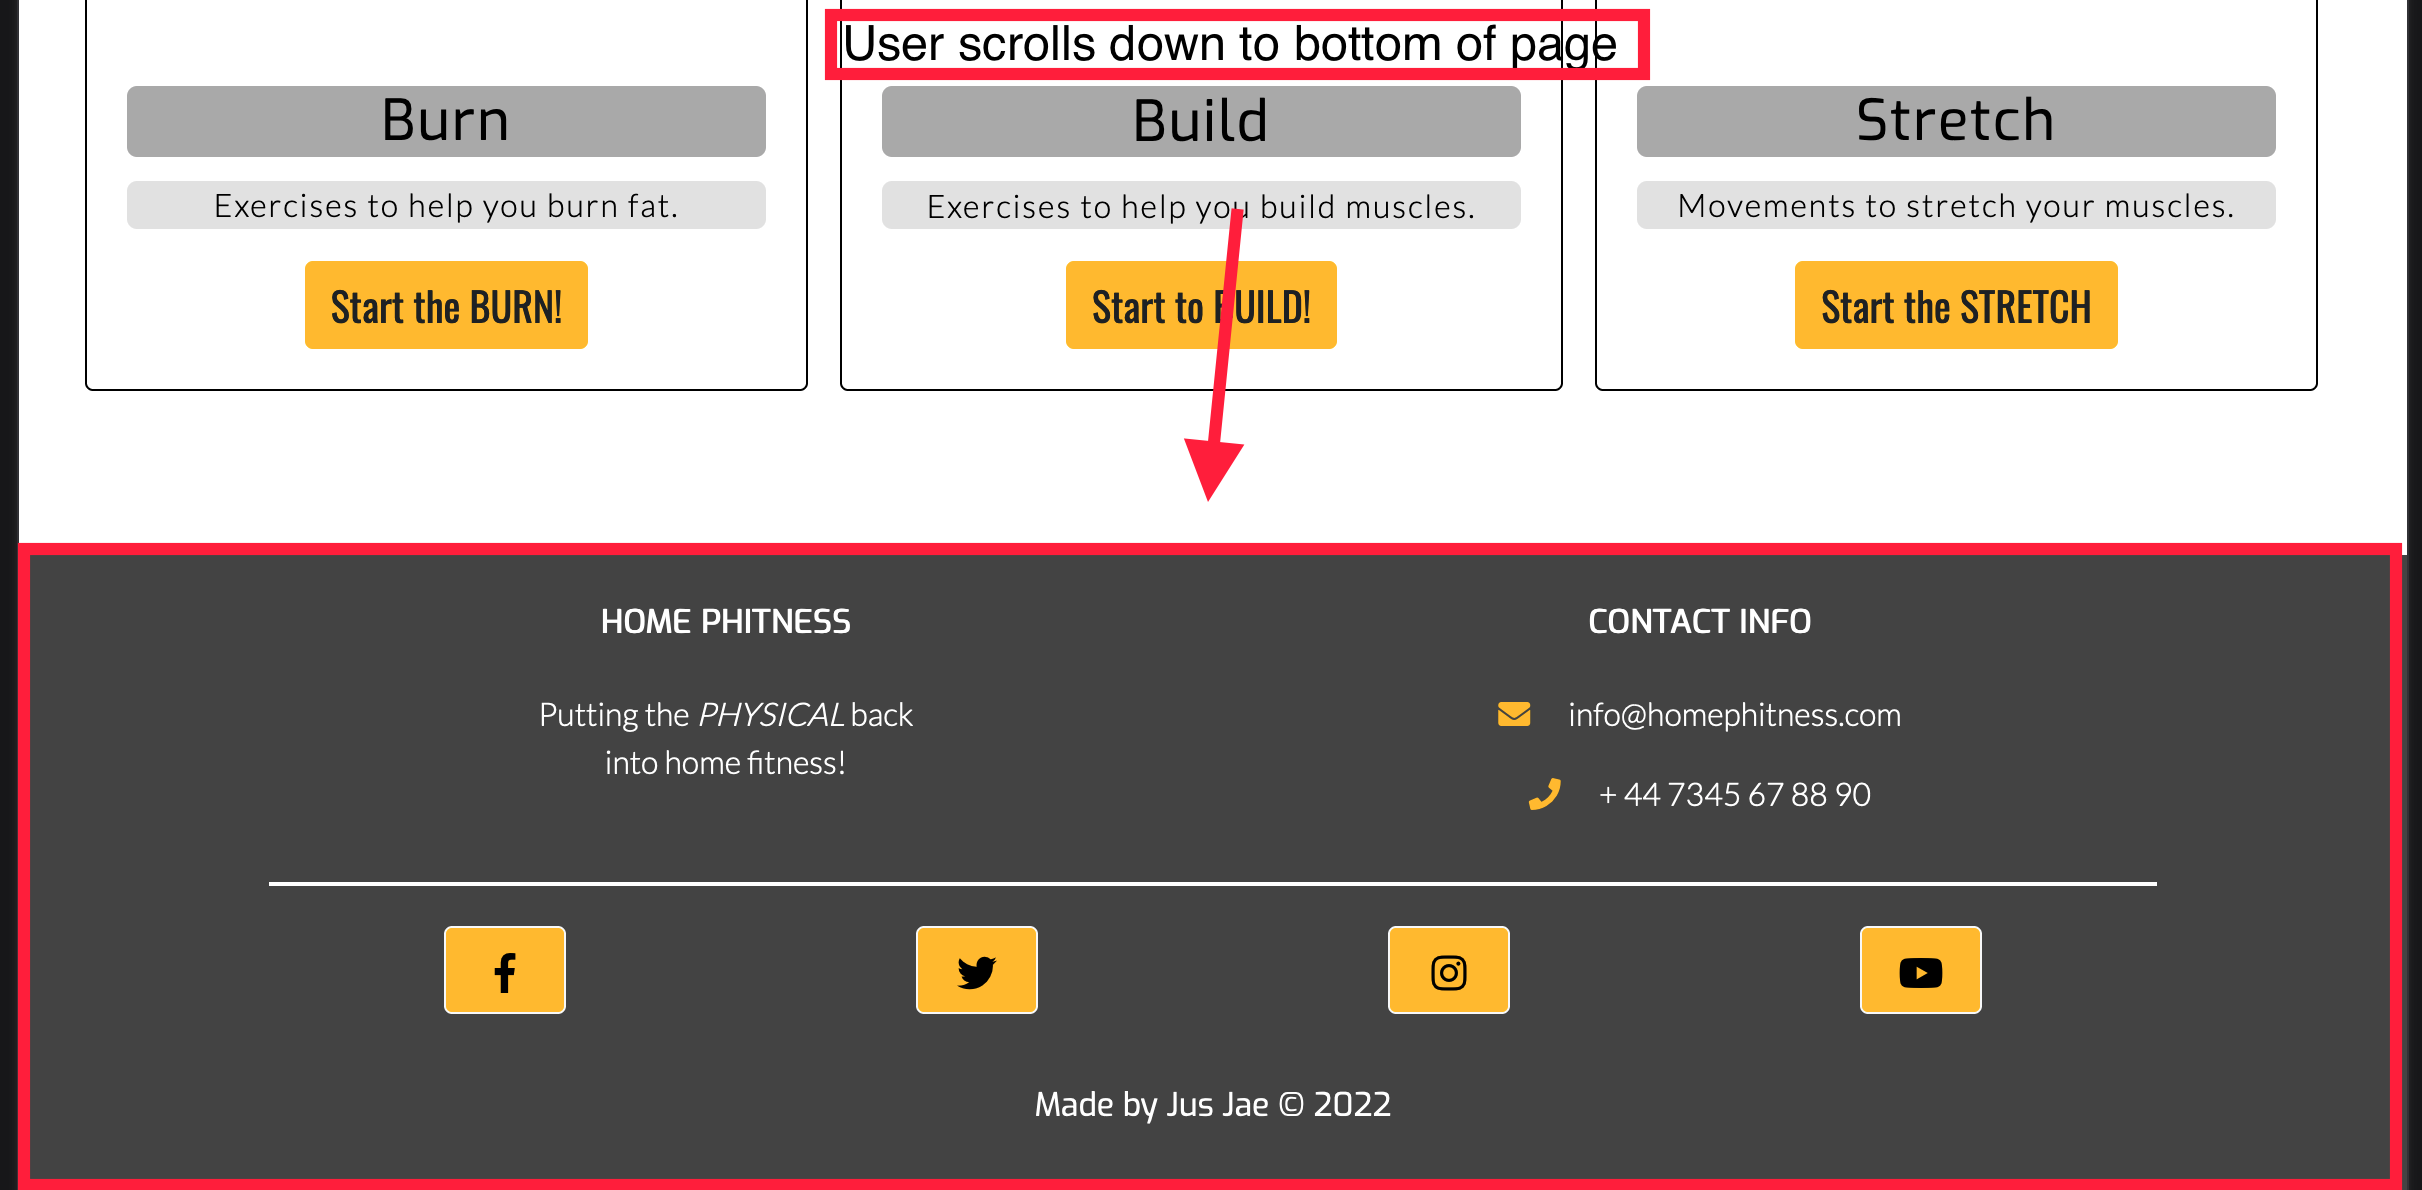 User scrolls down to bottom of page
Burn
Exercises to help you burn fat.
Start the BURN!
Build
Exercises to help you build muscles.
Start to BUILD!
Stretch
Movements to stretch your muscles.
Start the STRETCH
HOME PHITNESS
Putting the PHYSICAL back
into home fitness!
CONTACT INFO
info@homephitness.com
+ 44 7345 67 88 90
Made by Jus Jae © 2022